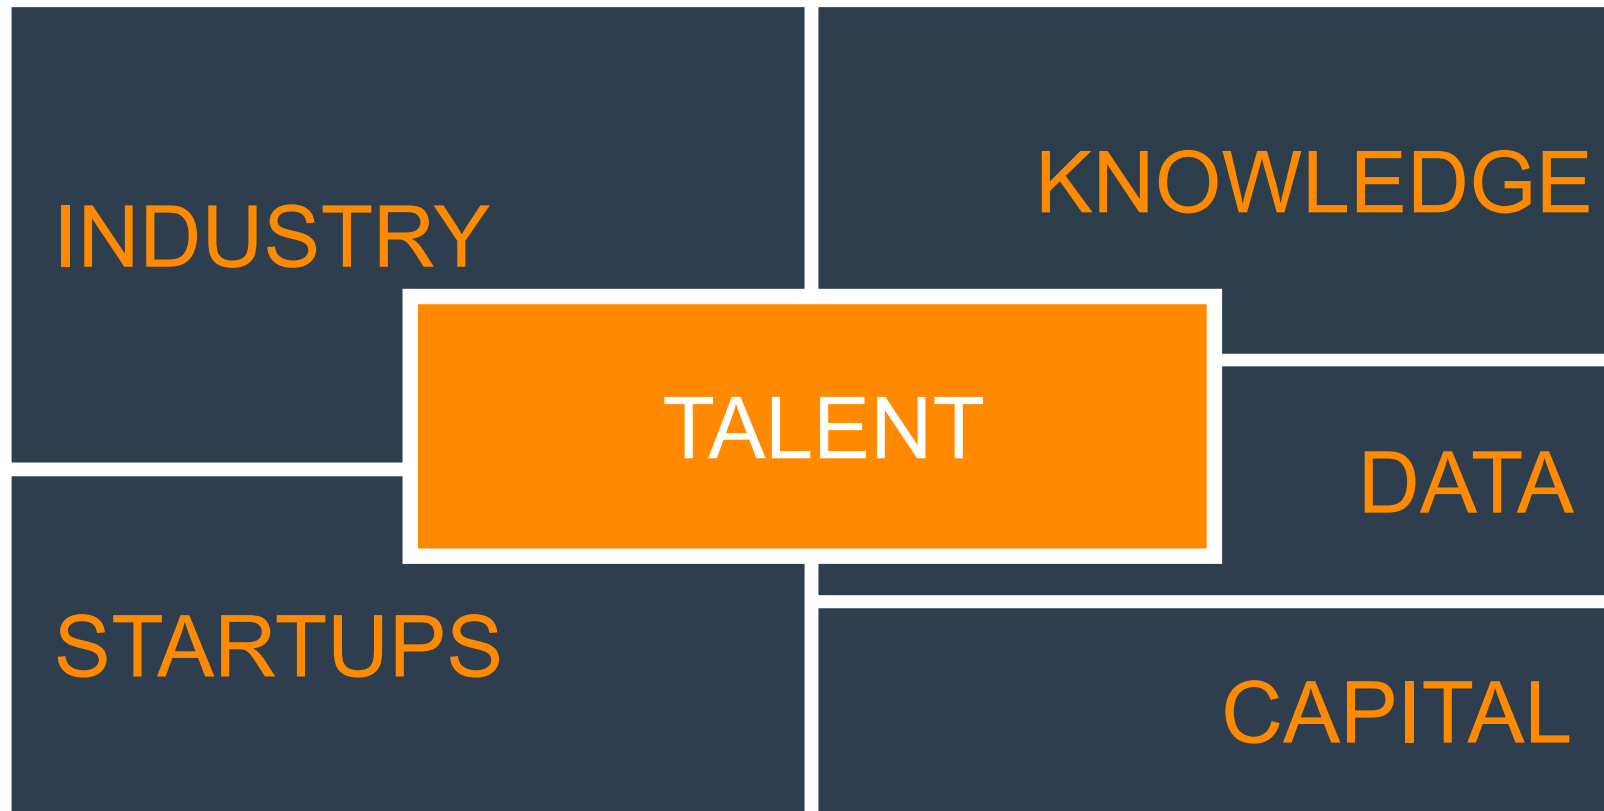 INDUSTRY
KNOWLEDGE
TALENT
DATA
STARTUPS
CAPITAL